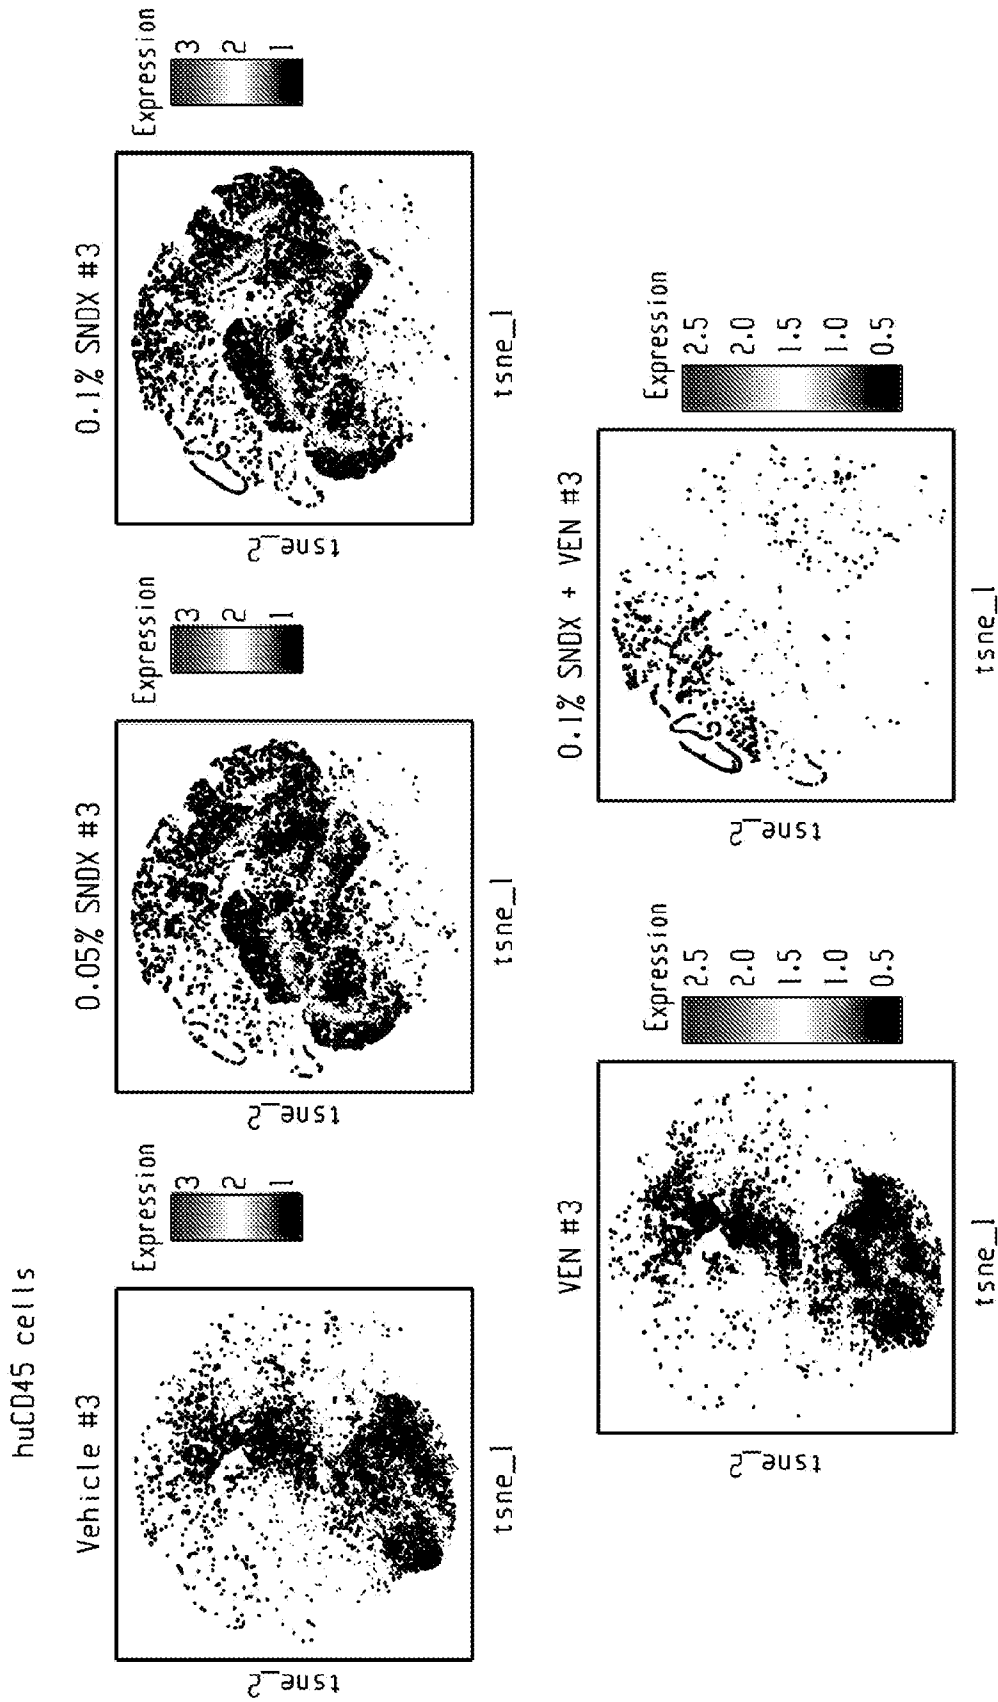 huCD45 cells
Vehicle #3
Expression
3
2
1
tsne_2
tsne_1
0.05% SNDX #3
Expression
3
2
1
tsne_2
tsne_1
0.1% SNDX #3
Expression
3
2
1
tsne_2
tsne_1
VEN #3
Expression
2.5
2.0
1.5
1.0
0.5
tsne_2
tsne_1
0.1% SNDX + VEN #3
Expression
2.5
2.0
1.5
1.0
0.5
tsne_2
tsne_1